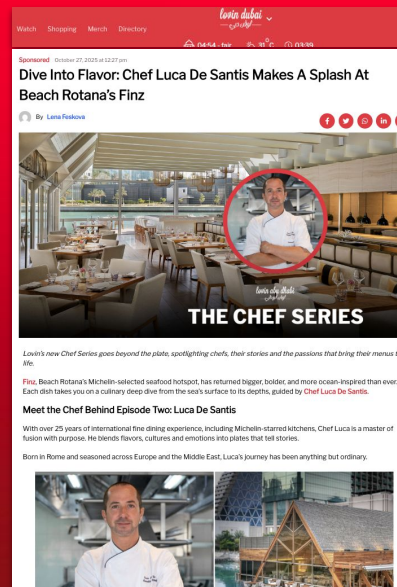 Watch Shopping Merch Directory
lovin dubai
04:54 - fajr 31°C 03:39
Sponsored October 27, 2025 at 12:27 pm
Dive Into Flavor: Chef Luca De Santis Makes A Splash At
Beach Rotana's Finz
By Lena Feskova
lovin abu dhabi
THE CHEF SERIES
Lovin's new Chef Series goes beyond the plate, spotlighting chefs, their stories and the passions that bring their menus
life.
Finz, Beach Rotana's Michelin-selected seafood hotspot, has returned bigger, bolder, and more ocean-inspired than ever.
Each dish takes you on a culinary deep dive from the sea's surface to its depths, guided by Chef Luca De Santis.
Meet the Chef Behind Episode Two: Luca De Santis
With over 25 years of international fine dining experience, including Michelin-starred kitchens, Chef Luca is a master of
fusion with purpose. He blends flavors, cultures and emotions into plates that tell stories.
Born in Rome and seasoned across Europe and the Middle East, Luca's journey has been anything but ordinary.